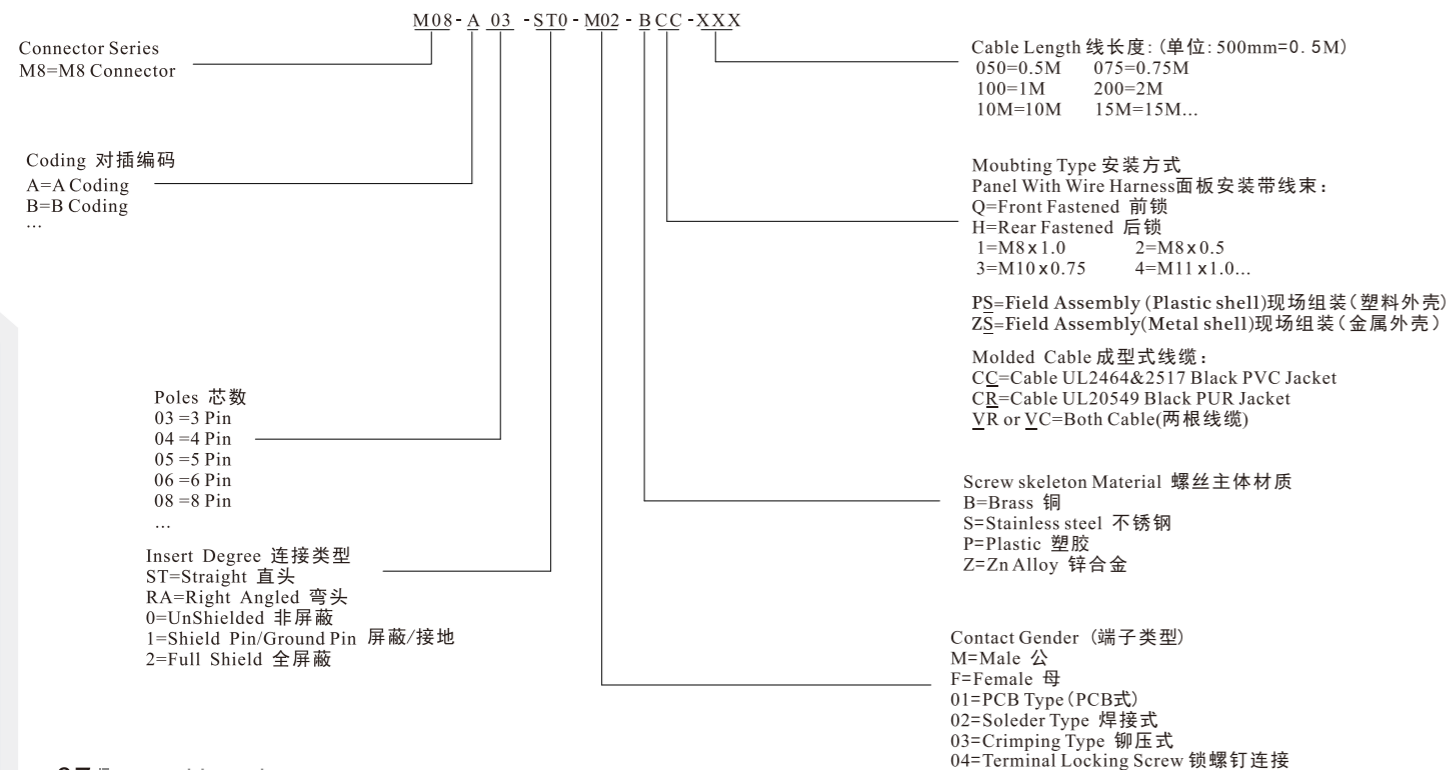 M08-A 03 -ST0-M02-BCC-XXX
Connector Series
M8=M8 Connector
Coding 对插编码
A=A Coding
B=B Coding
...
Poles 芯数
03 =3 Pin
04 =4 Pin
05 =5 Pin
06 =6 Pin
08 =8 Pin
...
Insert Degree 连接类型
ST=Straight 直头
RA=Right Angled 弯头
0=UnShielded 非屏蔽
1=Shield Pin/Ground Pin 屏蔽/接地
2=Full Shield 全屏蔽
Cable Length 线长度: (单位: 500mm=0.5M)
050=0.5M 075=0.75M
100=1M 200=2M
10M=10M 15M=15M...
Moubting Type 安装方式
Panel With Wire Harness面板安装带线束:
Q=Front Fastened 前锁
H=Rear Fastened 后锁
1=M8x1.0 2=M8x0.5
3=M10x0.75 4=M11x1.0...
PS=Field Assembly (Plastic shell)现场组装(塑料外壳)
ZS=Field Assembly(Metal shell)现场组装(金属外壳)
Molded Cable 成型式线缆:
CC=Cable UL2464&2517 Black PVC Jacket
CR=Cable UL20549 Black PUR Jacket
VR or VC=Both Cable(两根线缆)
Screw skeleton Material 螺丝主体材质
B=Brass 铜
S=Stainless steel 不锈钢
P=Plastic 塑胶
Z=Zn Alloy 锌合金
Contact Gender (端子类型)
M=Male 公
F=Female 母
01=PCB Type(PCB式)
02=Soleder Type 焊接式
03=Crimping Type 铆压式
04=Terminal Locking Screw 锁螺钉连接